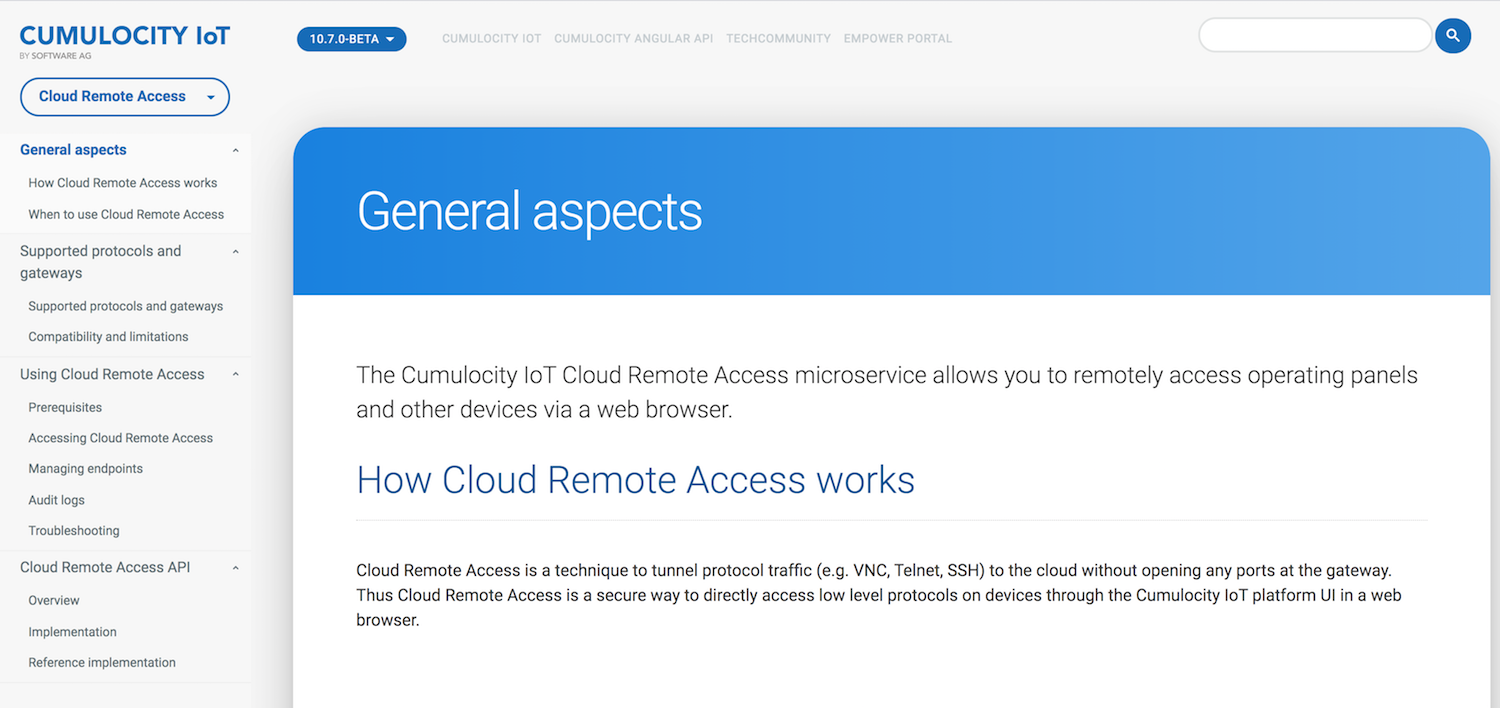 CUMULOCITY IoT
BY SOFTWARE AG
10.7.0-BETA
CUMULOCITY IOT
CUMULOCITY ANGULAR API
TECHCOMMUNITY
EMPOWER PORTAL
Cloud Remote Access
General aspects
How Cloud Remote Access works
When to use Cloud Remote Access
Supported protocols and
gateways
Supported protocols and gateways
Compatibility and limitations
Using Cloud Remote Access
Prerequisites
Accessing Cloud Remote Access
Managing endpoints
Audit logs
Troubleshooting
Cloud Remote Access API
Overview
Implementation
Reference implementation
General aspects
The Cumulocity IoT Cloud Remote Access microservice allows you to remotely access operating panels
and other devices via a web browser.
How Cloud Remote Access works
Cloud Remote Access is a technique to tunnel protocol traffic (e.g. VNC, Telnet, SSH) to the cloud without opening any ports at the gateway.
Thus Cloud Remote Access is a secure way to directly access low level protocols on devices through the Cumulocity IoT platform UI in a web
browser.